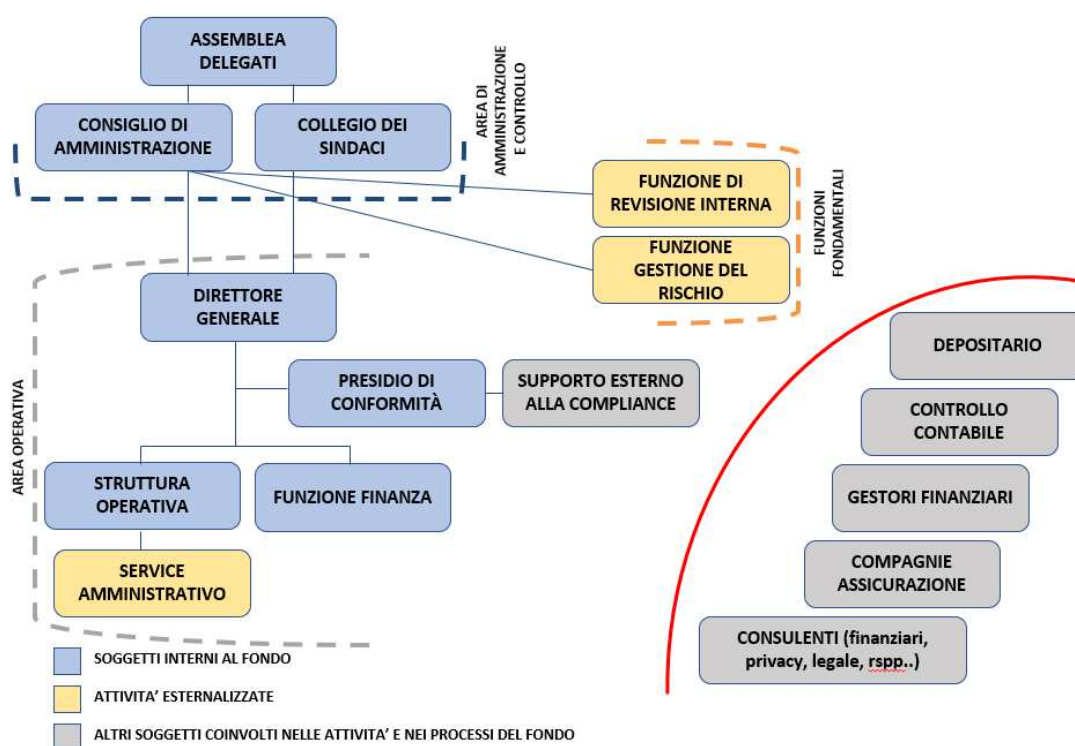 ASSEMBLEA
DELEGATI
CONSIGLIO DI
AMMINISTRAZIONE
COLLEGIO DEI
SINDACI
AREA DI
AMMINISTRAZIONE
E CONTROLLO
FUNZIONE DI
REVISIONE INTERNA
FUNZIONE
GESTIONE DEL
RISCHIO
FUNZIONI
FONDAMENTALI
DIRETTORE
GENERALE
PRESIDIO DI
CONFORMITÀ
SUPPORTO ESTERNO
ALLA COMPLIANCE
AREA OPERATIVA
STRUTTURA
OPERATIVA
FUNZIONE FINANZA
SERVICE
AMMINISTRATIVO
DEPOSITARIO
CONTROLLO
CONTABILE
GESTORI FINANZIARI
COMPAGNIE
ASSICURAZIONE
CONSULENTI (finanziari,
privacy, legale, rspp..)
SOGGETTI INTERNI AL FONDO
ATTIVITA' ESTERNALIZZATE
ALTRI SOGGETTI COINVOLTI NELLE ATTIVITA' E NEI PROCESSI DEL FONDO